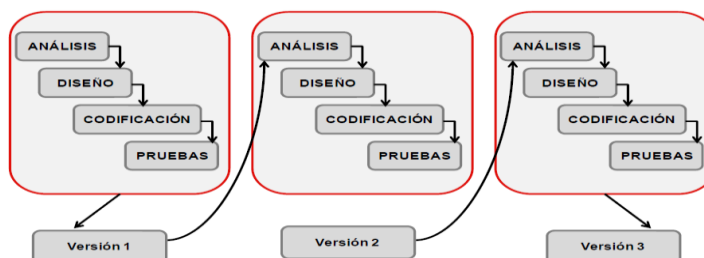 ANÁLISIS
DISEÑO
CODIFICACIÓN
PRUEBAS
Versión 1
ANÁLISIS
DISEÑO
CODIFICACIÓN
PRUEBAS
Versión 2
ANÁLISIS
DISEÑO
CODIFICACIÓN
PRUEBAS
Versión 3